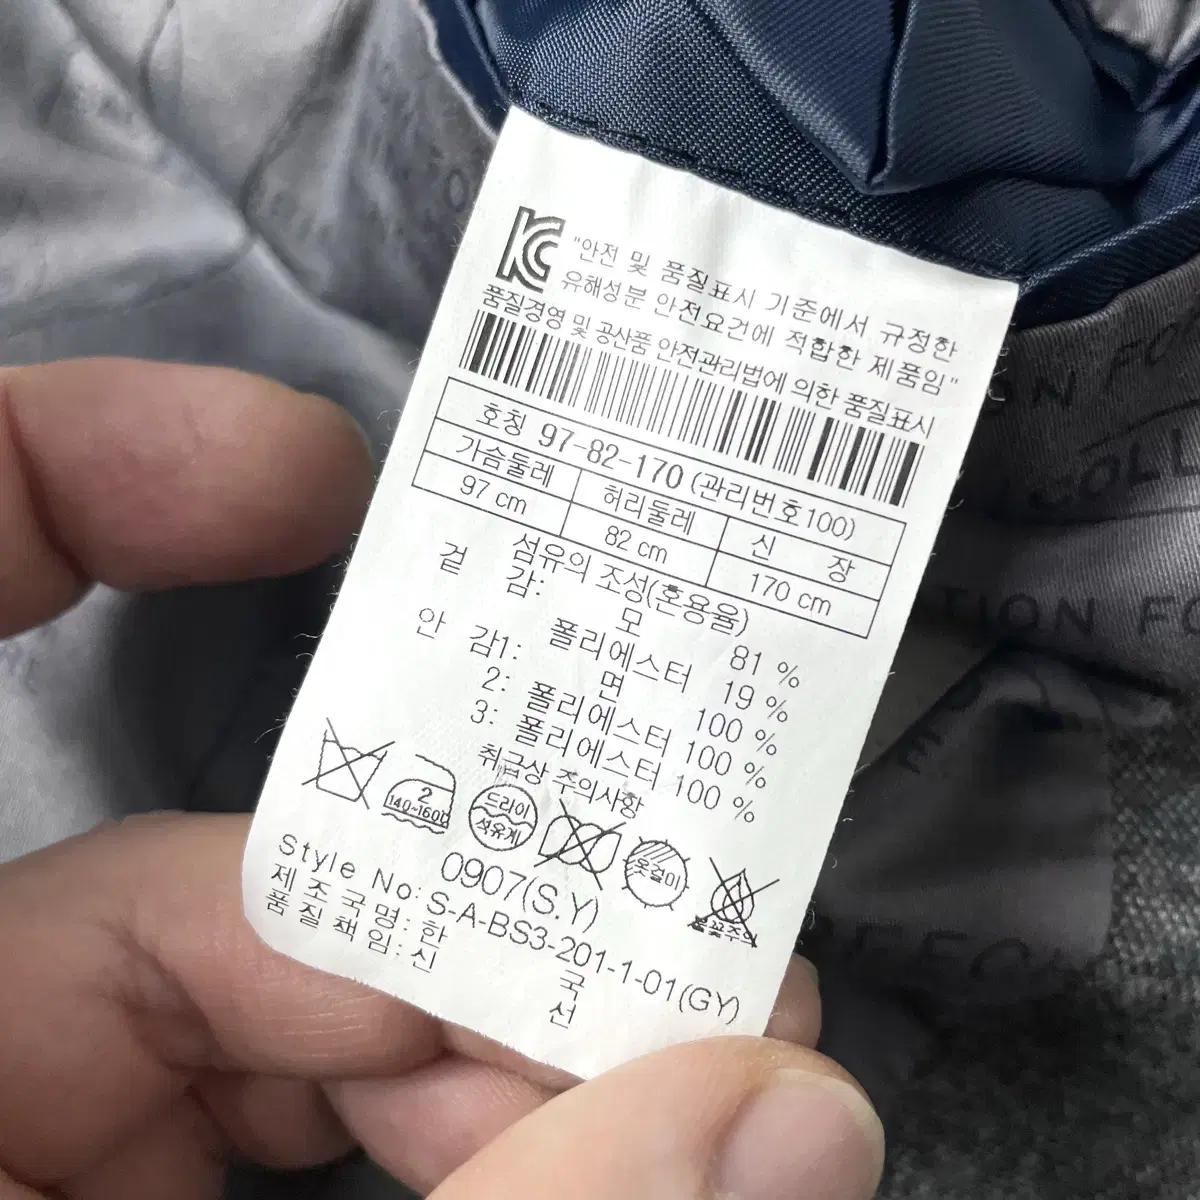 "안전 및 품질표시 기준에서 규정한
유해성분 안전요건에 적합한 제품임"
품질경영 및 공산품 안전관리법에 의한 품질표시
호칭 97-82-170 (관리번호100)
가슴둘레 허리둘레 신 장
97 cm 82 cm 170 cm
섬유의 조성(혼용율)
겉 감: 모 81 %
폴리에스터 19 %
안 감1: 면 100 %
2: 폴리에스터 100 %
3: 폴리에스터 100 %
취급상 주의사항
2
140~160℃
드라이
석유계
옷걸이
불꽃주의
0907(S.Y)
Style No: S-A-BS3-201-1-01(GY)
제조국명: 한 국
품질책임: 신 선
ON FO
COLL
TION FO